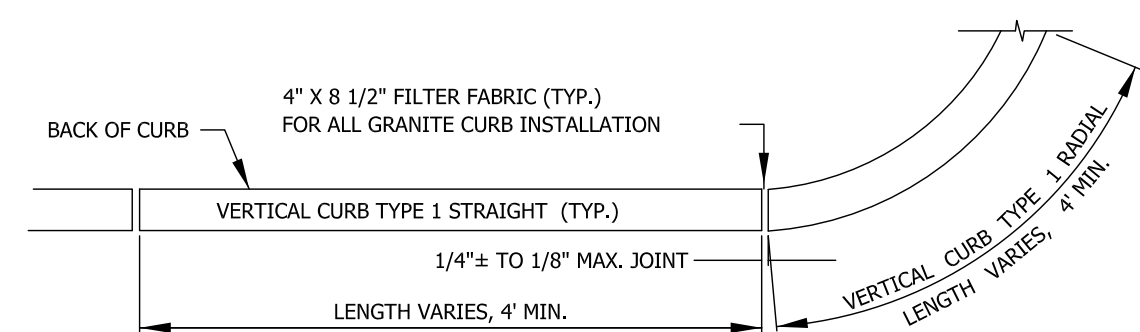 4" X 8 1/2" FILTER FABRIC (TYP.)
FOR ALL GRANITE CURB INSTALLATION
BACK OF CURB
VERTICAL CURB TYPE 1 STRAIGHT (TYP.)
1/4"± TO 1/8" MAX. JOINT
LENGTH VARIES, 4' MIN.
VERTICAL CURB TYPE 1 RADIAL
LENGTH VARIES, 4' MIN.